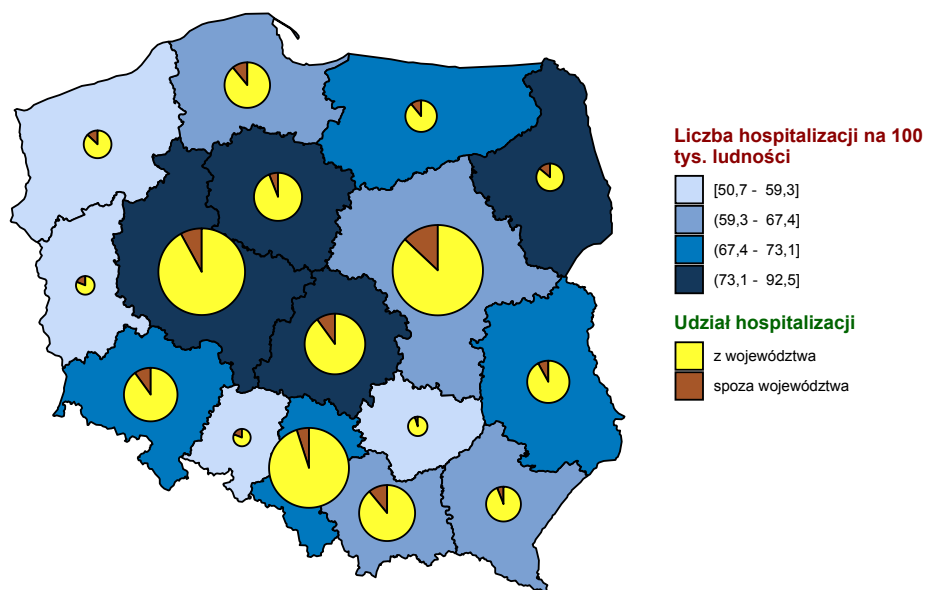 Liczba hospitalizacji na 100
tys. ludności
[50,7 - 59,3]
(59,3 - 67,4]
(67,4 - 73,1]
(73,1 - 92,5]
Udział hospitalizacji
z województwa
spoza województwa